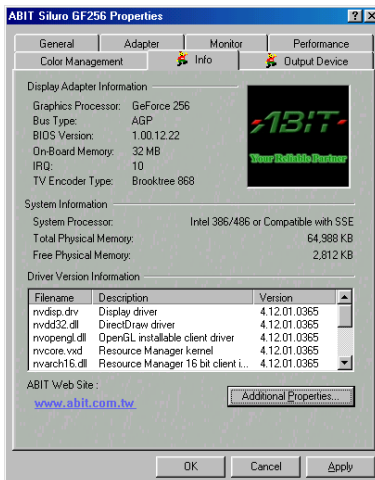 ABIT Siluro GF256 Properties
General Adapter Monitor Performance
Color Management Info Output Device
Display Adapter Information
Graphics Processor: GeForce 256
Bus Type: AGP
BIOS Version: 1.00.12.22
On-Board Memory: 32 MB
IRQ: 10
TV Encoder Type: Brooktree 868
ABIT
Your Reliable Partner
System Information
System Processor: Intel 386/486 or Compatible with SSE
Total Physical Memory: 64,988 KB
Free Physical Memory: 2,812 KB
Driver Version Information
Filename Description Version
nvdisp.drv Display driver 4.12.01.0365
nvdd32.dll DirectDraw driver 4.12.01.0365
nvopengl.dll OpenGL installable client driver 4.12.01.0365
nvcore.vxd Resource Manager kernel 4.12.01.0365
nvarch16.dll Resource Manager 16 bit client i... 4.12.01.0365
ABIT Web Site :
www.abit.com.tw
Additional Properties...
OK Cancel Apply